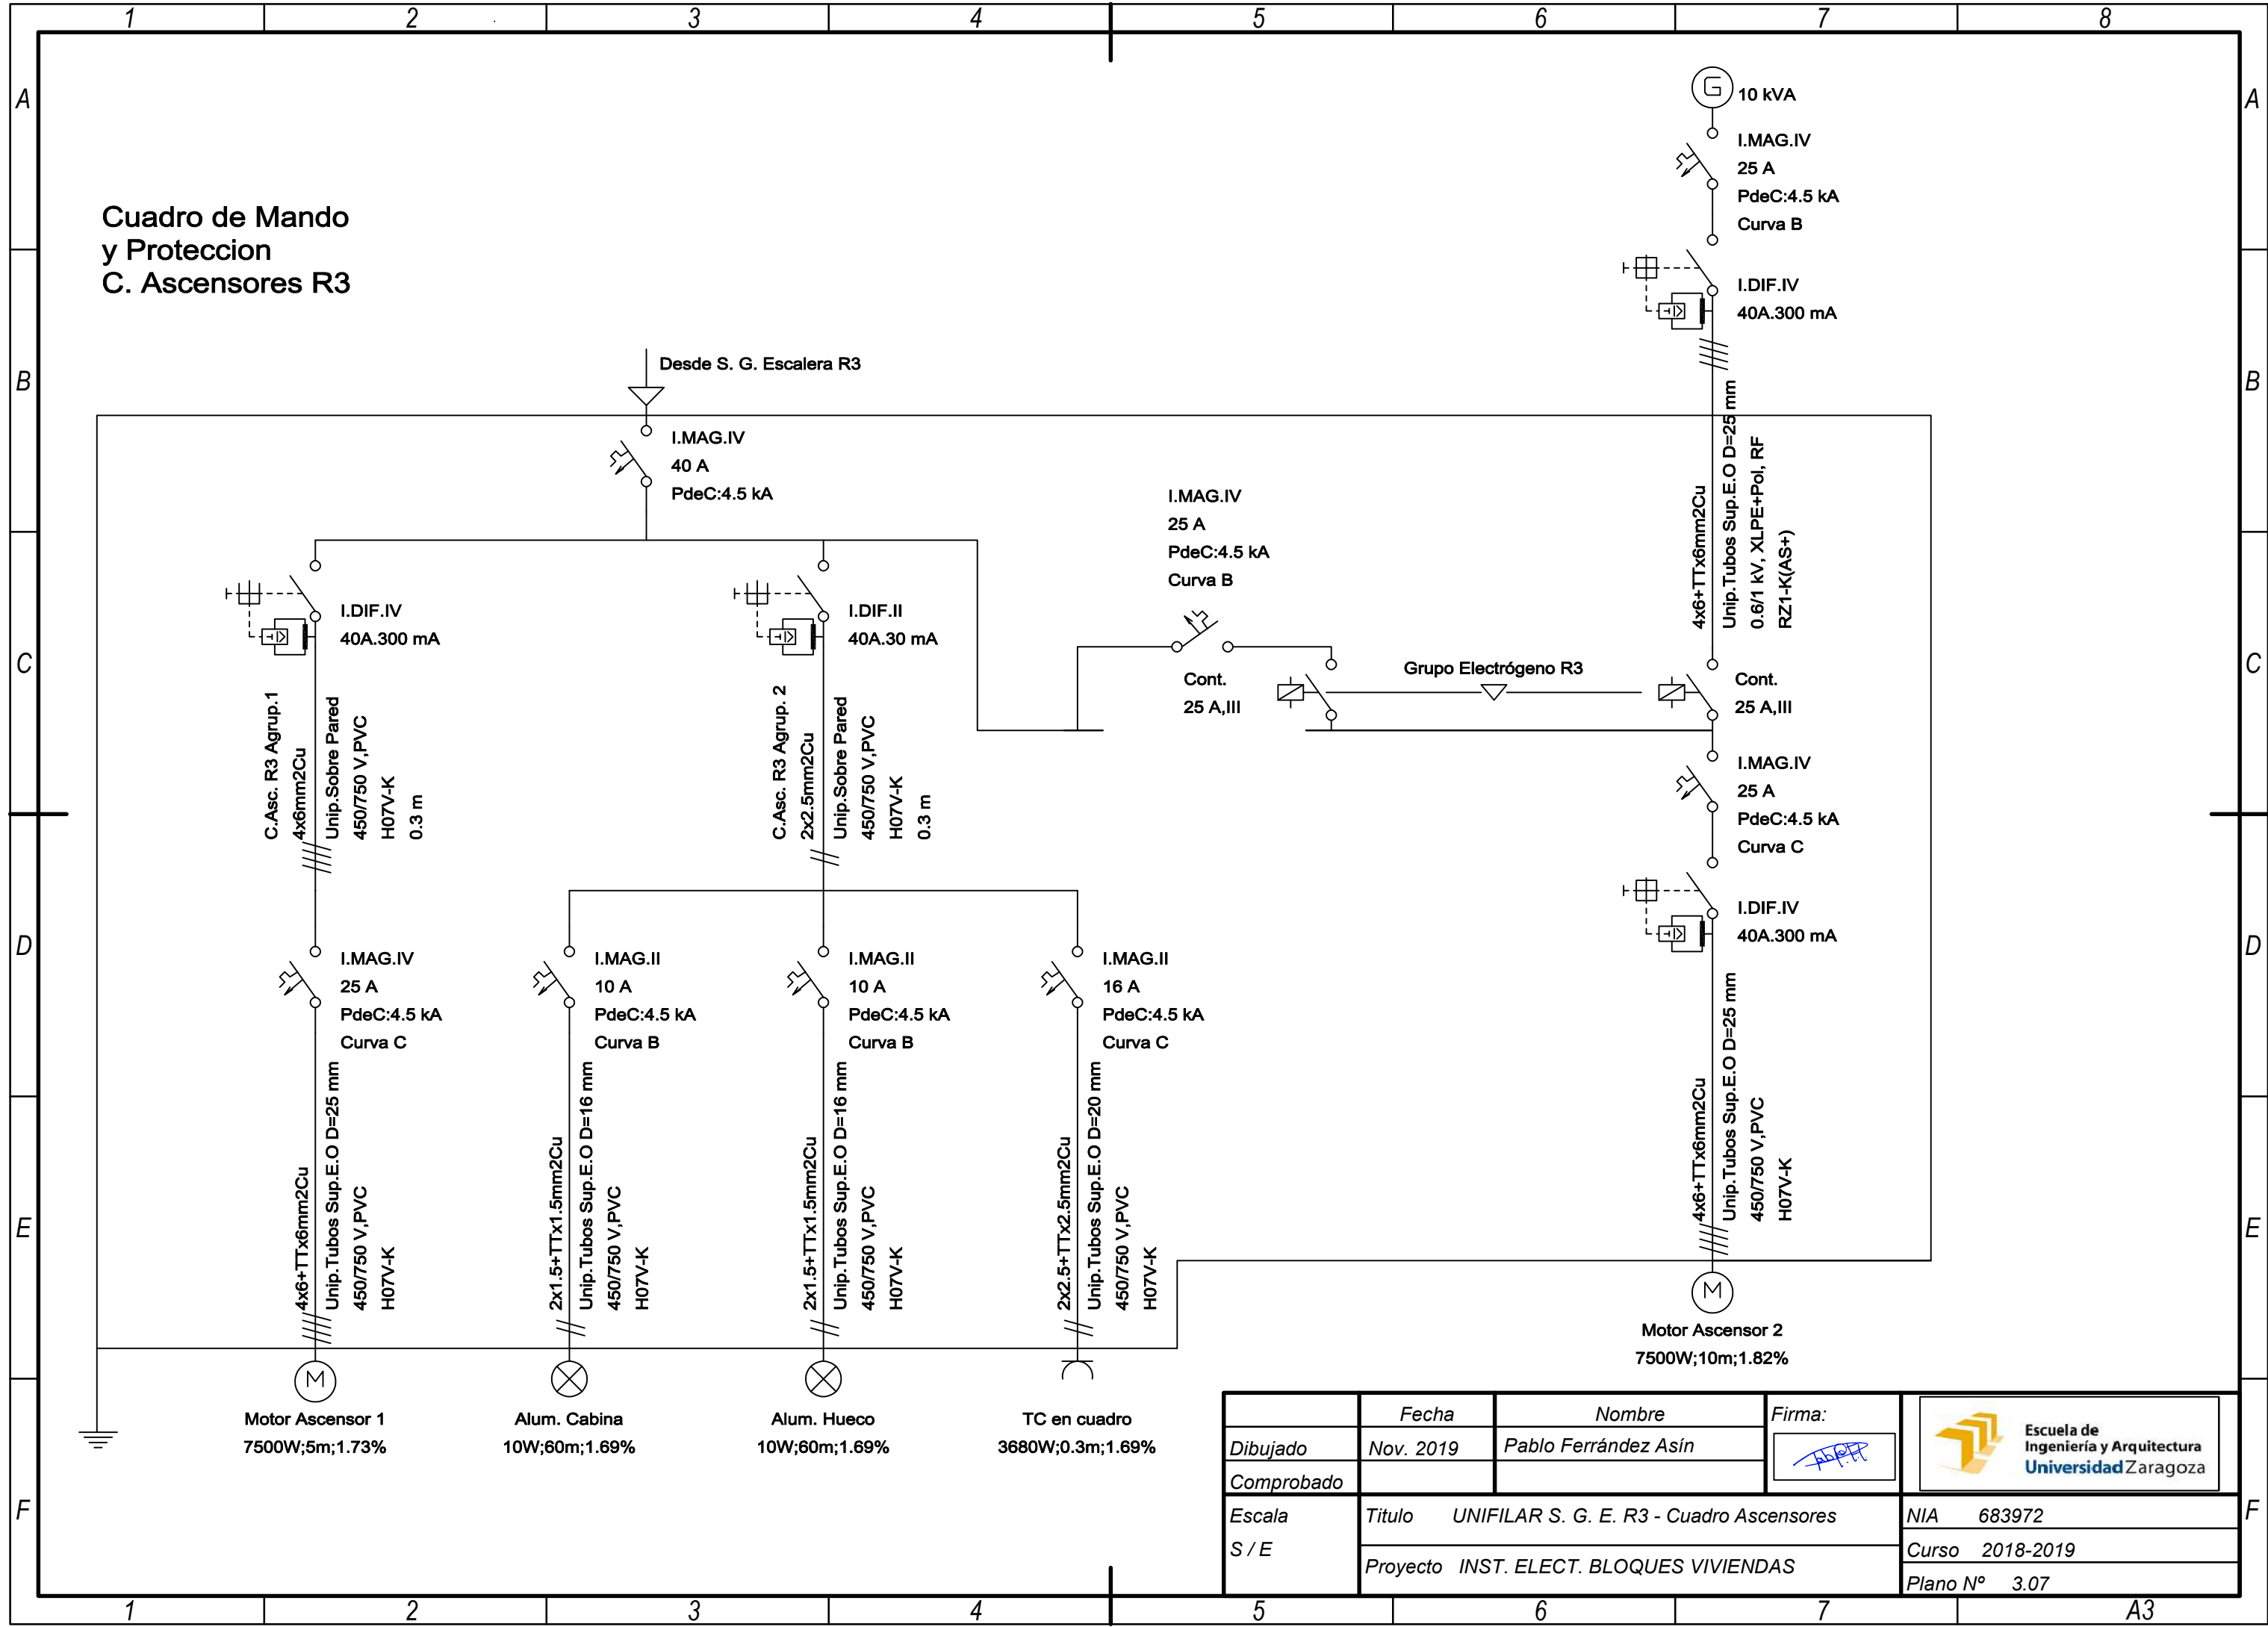 1 2 3 4 5 6 7 8
A A
B B
C C
D D
E E
F F
Cuadro de Mando
y Proteccion
C. Ascensores R3
G
10 kVA
I.MAG.IV
25 A
PdeC:4.5 kA
Curva B
I.DIF.IV
40A.300 mA
4x6+TTx6mm2Cu
Unip.Tubos Sup.E.O D=25 mm
0.6/1 kV, XLPE+Pol, RF
RZ1-K(AS+)
Desde S. G. Escalera R3
I.MAG.IV
40 A
PdeC:4.5 kA
I.DIF.IV
40A.300 mA
C.Asc. R3 Agrup.1
4x6mm2Cu
Unip.Sobre Pared
450/750 V,PVC
H07V-K
0.3 m
I.DIF.II
40A.30 mA
C.Asc. R3 Agrup. 2
2x2.5mm2Cu
Unip.Sobre Pared
450/750 V,PVC
H07V-K
0.3 m
I.MAG.IV
25 A
PdeC:4.5 kA
Curva B
Cont.
25 A,III
Grupo Electrógeno R3
Cont.
25 A,III
I.MAG.IV
25 A
PdeC:4.5 kA
Curva C
I.DIF.IV
40A.300 mA
4x6+TTx6mm2Cu
Unip.Tubos Sup.E.O D=25 mm
450/750 V,PVC
H07V-K
M
Motor Ascensor 2
7500W;10m;1.82%
I.MAG.IV
25 A
PdeC:4.5 kA
Curva C
4x6+TTx6mm2Cu
Unip.Tubos Sup.E.O D=25 mm
450/750 V,PVC
H07V-K
M
Motor Ascensor 1
7500W;5m;1.73%
I.MAG.II
10 A
PdeC:4.5 kA
Curva B
2x1.5+TTx1.5mm2Cu
Unip.Tubos Sup.E.O D=16 mm
450/750 V,PVC
H07V-K
Alum. Cabina
10W;60m;1.69%
I.MAG.II
10 A
PdeC:4.5 kA
Curva B
2x1.5+TTx1.5mm2Cu
Unip.Tubos Sup.E.O D=16 mm
450/750 V,PVC
H07V-K
Alum. Hueco
10W;60m;1.69%
I.MAG.II
16 A
PdeC:4.5 kA
Curva C
2x2.5+TTx2.5mm2Cu
Unip.Tubos Sup.E.O D=20 mm
450/750 V,PVC
H07V-K
TC en cuadro
3680W;0.3m;1.69%
Fecha Nombre Firma:
Dibujado Nov. 2019 Pablo Ferrández Asín
Comprobado
Escuela de
Ingeniería y Arquitectura
Universidad Zaragoza
Escala
S / E
Titulo UNIFILAR S. G. E. R3 - Cuadro Ascensores
Proyecto INST. ELECT. BLOQUES VIVIENDAS
NIA 683972
Curso 2018-2019
Plano Nº 3.07
1 2 3 4 5 6 7 A3